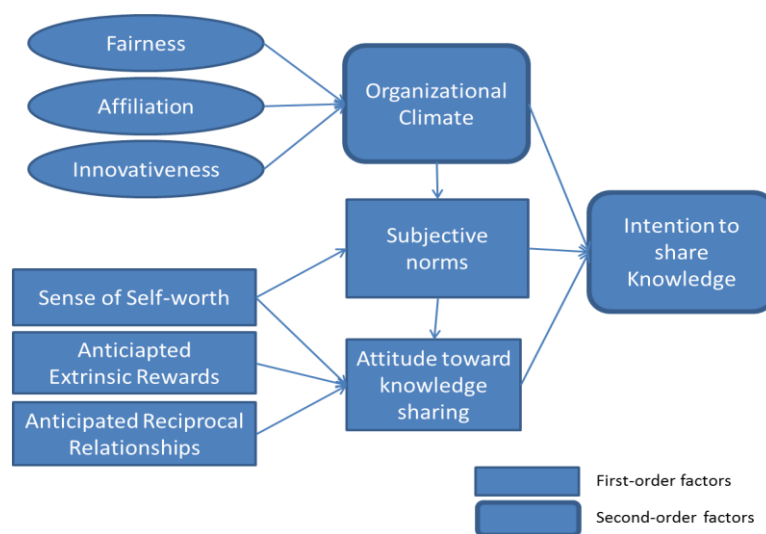 Fairness
Affiliation
Innovativeness
Organizational
Climate
Subjective
norms
Intention to
share
Knowledge
Sense of Self-worth
Anticiapted
Extrinsic Rewards
Anticipated Reciprocal
Relationships
Attitude toward
knowledge
sharing
First-order factors
Second-order factors